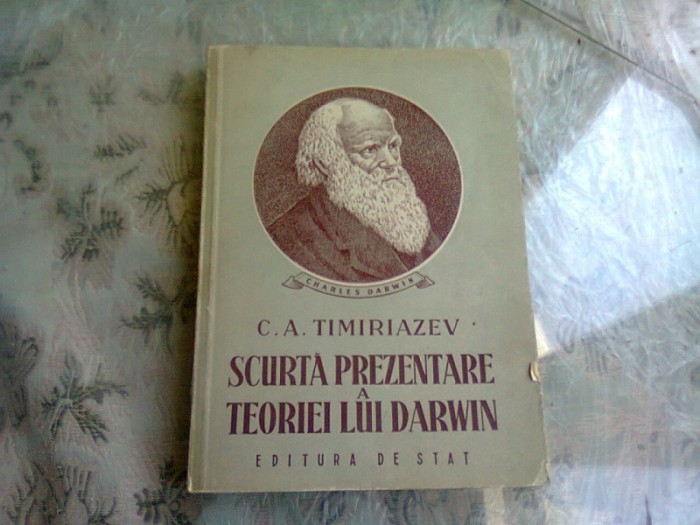 CHARLES DARWIN
C. A. TIMIRIAZEV
SCURTĂ PREZENTARE
A
TEORIEI LUI DARWIN
EDITURA DE STAT